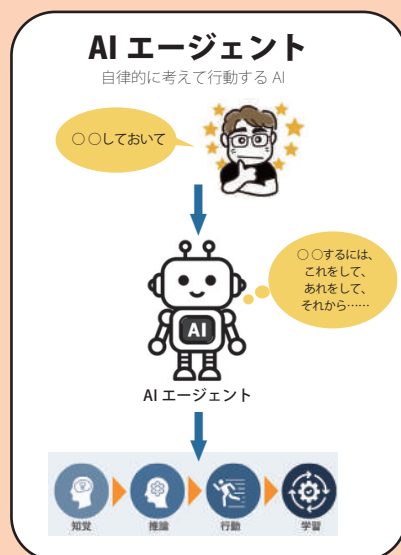 AI エージェント
自律的に考えて行動する AI
○○しておいて
○○するには、
これをして、
あれをして、
それから……
AI
AI エージェント
知覚
推論
行動
学習